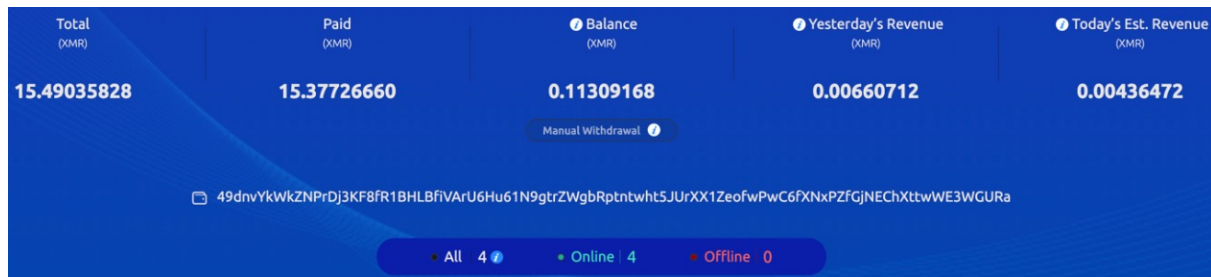 Total Paid Balance Yesterday's Revenue Today's Est. Revenue
(XMR) (XMR) (XMR) (XMR) (XMR)
15.49035828 15.37726660 0.11309168 0.00660712 0.00436472
Manual Withdrawal
49dnvYkWkZNPrDj3KF8fR1BHLBfiVArU6Hu61N9gtrZWgbRptntwht5JUrXX1ZeofwPwC6fXNxPZfGjNEChXttwWE3WGURa
All 4 Online 4 Offline 0